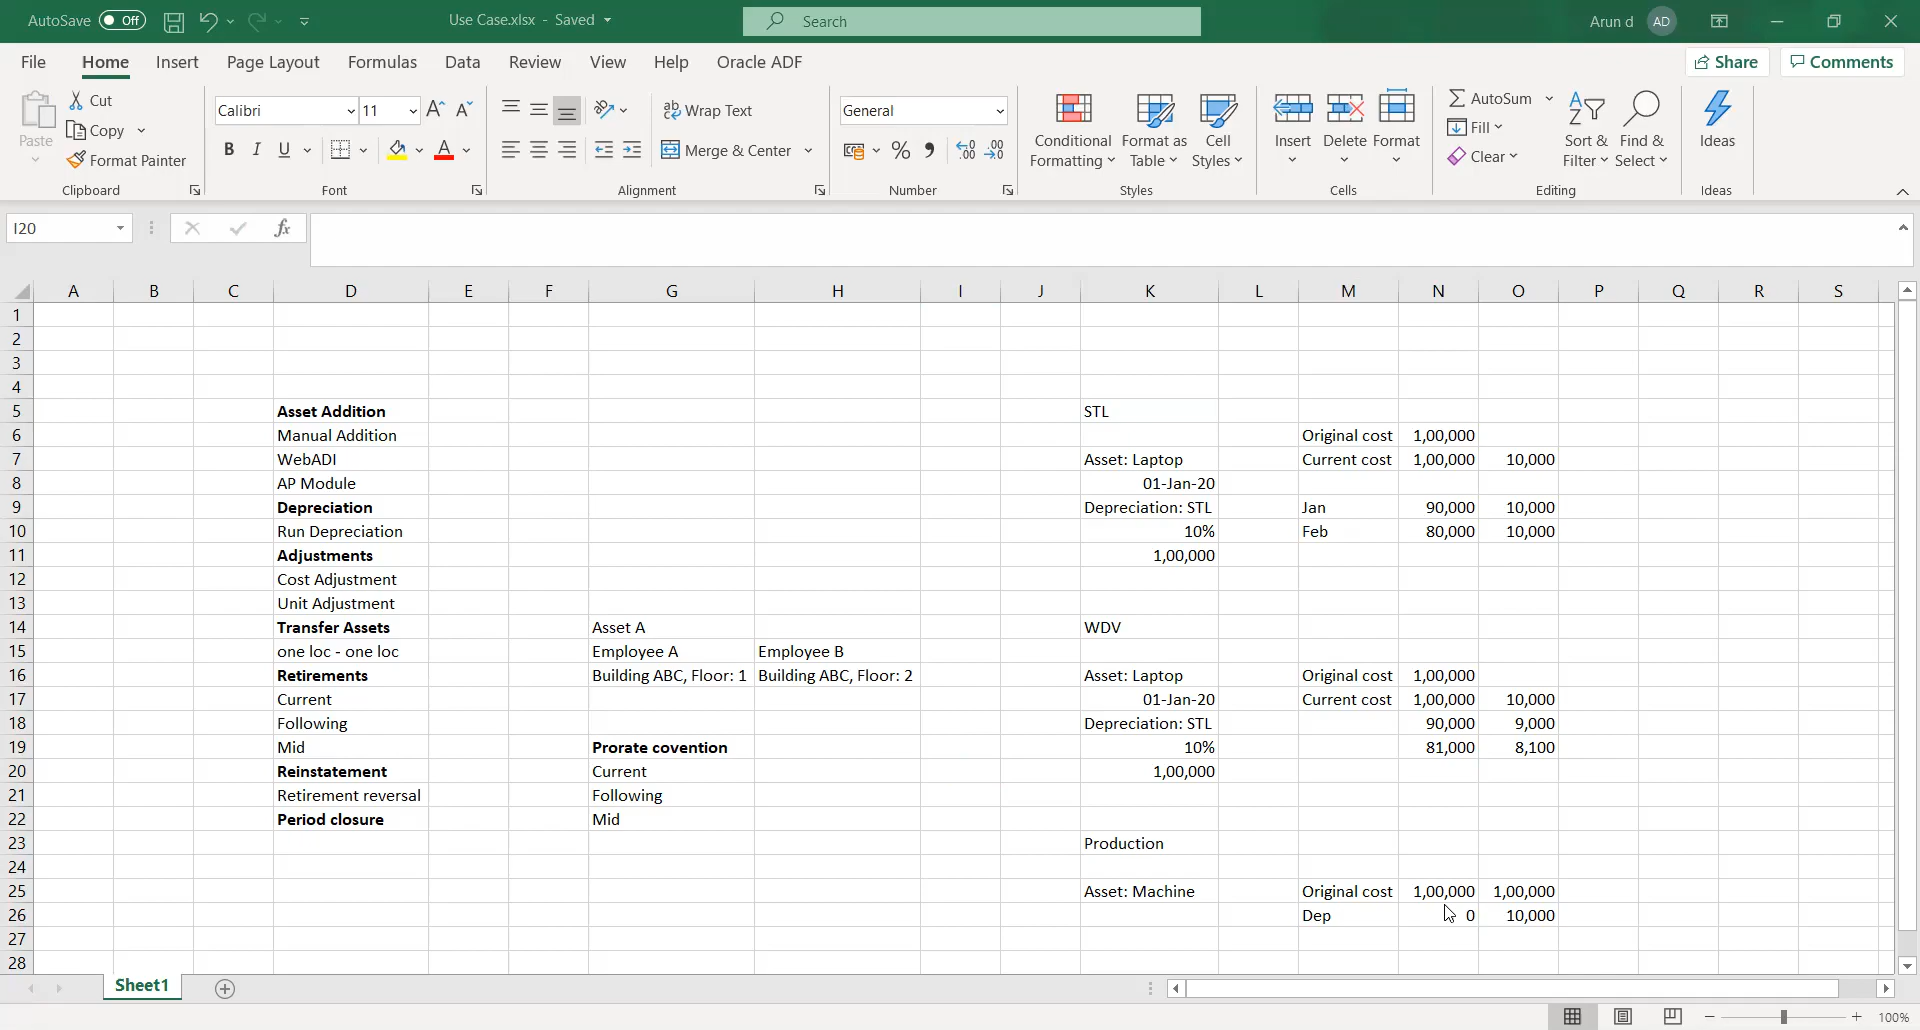 AutoSave Off Use Case.xlsx - Saved Search Arun d AD
File Home Insert Page Layout Formulas Data Review View Help Oracle ADF Share Comments
Paste Cut Copy Format Painter Clipboard
Calibri 11 A A B I U A Font
ab Wrap Text Merge & Center Alignment
General % Number
Conditional Formatting Format as Table Cell Styles Styles
Insert Delete Format Cells
AutoSum Fill Clear Sort & Filter Find & Select Editing
Ideas Ideas
I20 fx
A B C D E F G H I J K L M N O P Q R S
1
2
3
4
5 Asset Addition STL
6 Manual Addition Original cost 1,00,000
7 WebADI Asset: Laptop Current cost 1,00,000 10,000
8 AP Module 01-Jan-20
9 Depreciation Depreciation: STL Jan 90,000 10,000
10 Run Depreciation 10% Feb 80,000 10,000
11 Adjustments 1,00,000
12 Cost Adjustment
13 Unit Adjustment
14 Transfer Assets Asset A WDV
15 one loc - one loc Employee A Employee B
16 Retirements Building ABC, Floor: 1 Building ABC, Floor: 2 Asset: Laptop Original cost 1,00,000
17 Current 01-Jan-20 Current cost 1,00,000 10,000
18 Following Depreciation: STL 90,000 9,000
19 Mid Prorate covention 10% 81,000 8,100
20 Reinstatement Current 1,00,000
21 Retirement reversal Following
22 Period closure Mid
23 Production
24
25 Asset: Machine Original cost 1,00,000 1,00,000
26 Dep 0 10,000
27
28
Sheet1
100%